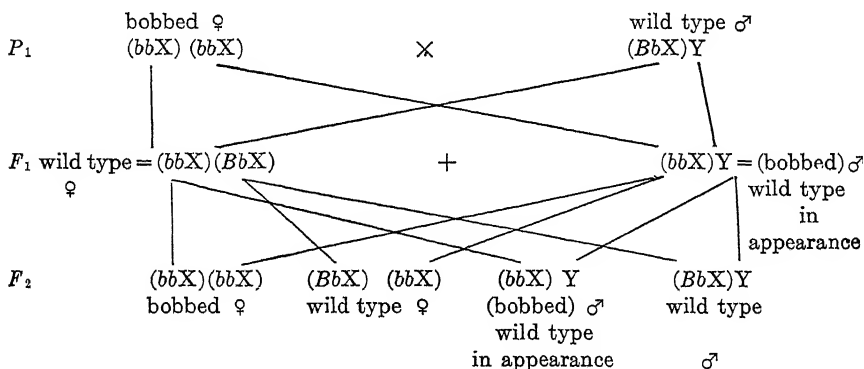 bobbed ♀ wild type ♂
P₁ (bbX) (bbX) × (BbX)Y
F₁ wild type = (bbX)(BbX) + (bbX)Y = (bobbed) ♂
♀ wild type
in
appearance
F₂ (bbX)(bbX) (BbX) (bbX) (bbX) Y (BbX)Y
bobbed ♀ wild type ♀ (bobbed) ♂ wild type
wild type
in appearance ♂